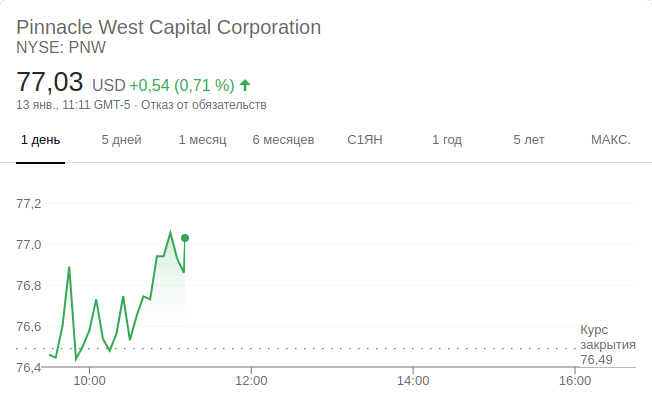 Pinnacle West Capital Corporation
NYSE: PNW
77,03 USD +0,54 (0,71 %)
13 янв., 11:11 GMT-5 · Отказ от обязательств
1 день 5 дней 1 месяц 6 месяцев С1ЯН 1 год 5 лет МАКС.
77,2
77,0
76,8
76,6
76,4
Курс
закрытия
76,49
10:00 12:00 14:00 16:00